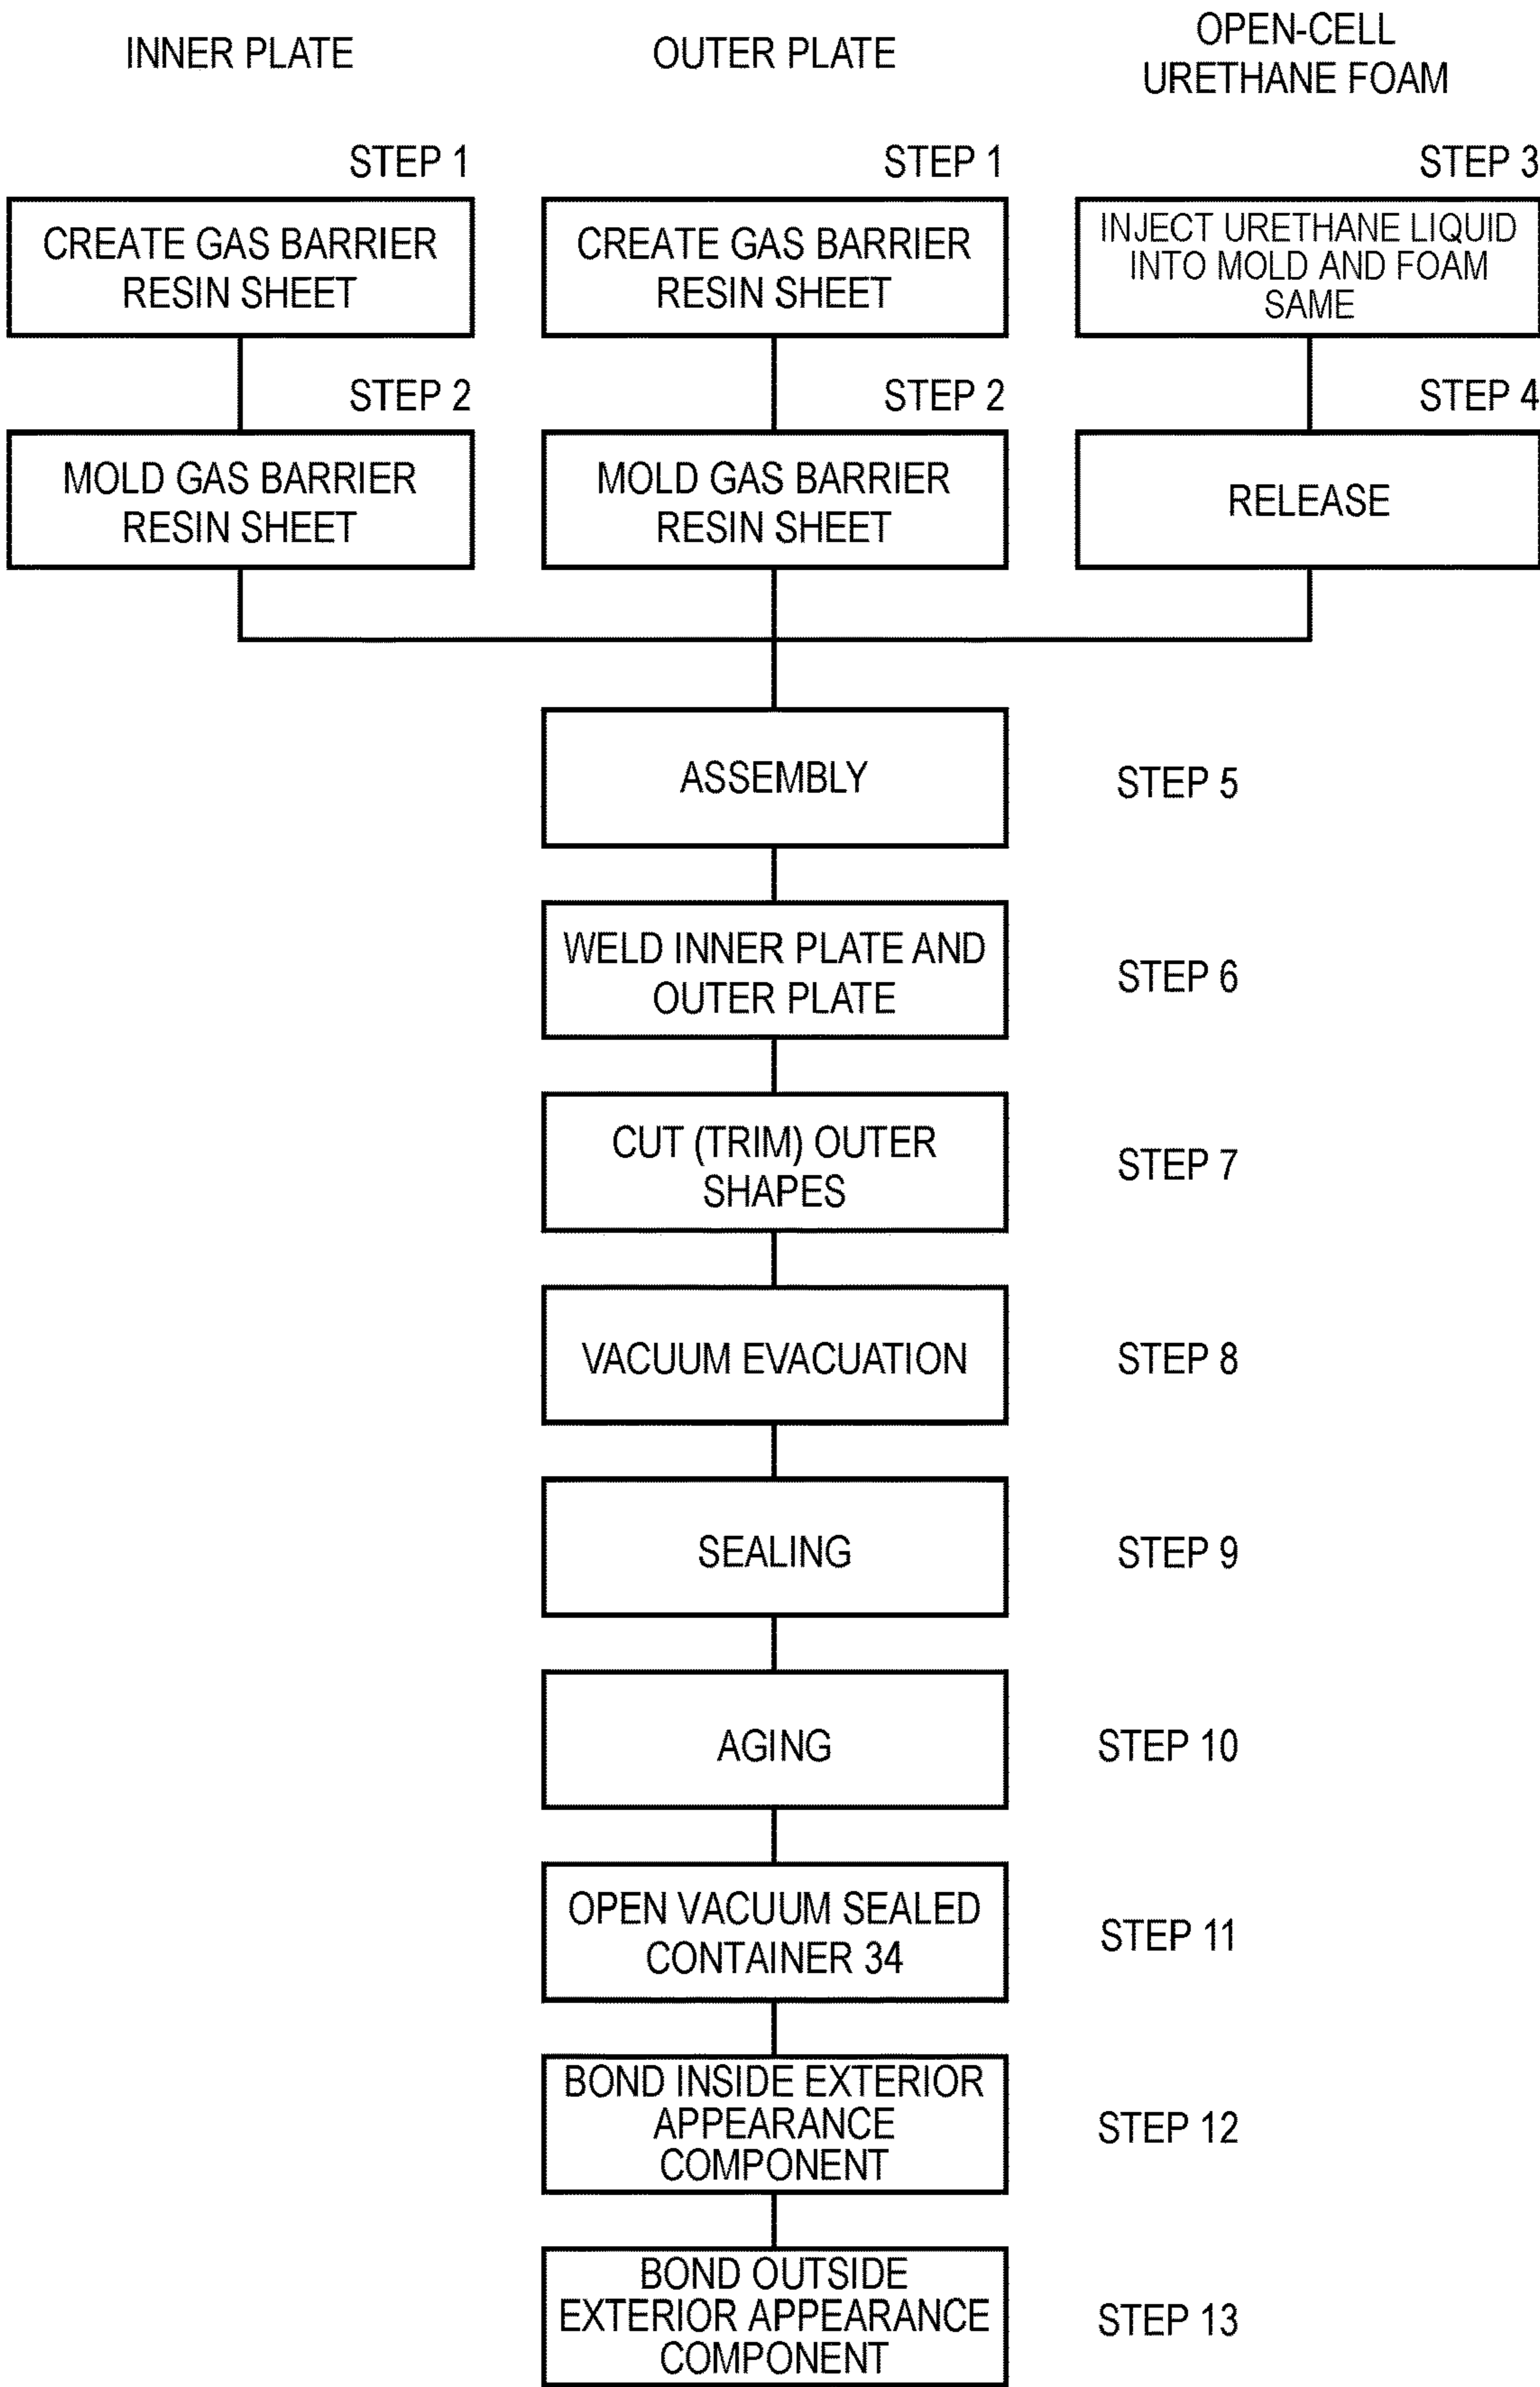 INNER PLATE
OUTER PLATE
OPEN-CELL
URETHANE FOAM
STEP 1
STEP 1
STEP 3
CREATE GAS BARRIER
RESIN SHEET
CREATE GAS BARRIER
RESIN SHEET
INJECT URETHANE LIQUID
INTO MOLD AND FOAM
SAME
STEP 2
STEP 2
STEP 4
MOLD GAS BARRIER
RESIN SHEET
MOLD GAS BARRIER
RESIN SHEET
RELEASE
ASSEMBLY
STEP 5
WELD INNER PLATE AND
OUTER PLATE
STEP 6
CUT (TRIM) OUTER
SHAPES
STEP 7
VACUUM EVACUATION
STEP 8
SEALING
STEP 9
AGING
STEP 10
OPEN VACUUM SEALED
CONTAINER 34
STEP 11
BOND INSIDE EXTERIOR
APPEARANCE
COMPONENT
STEP 12
BOND OUTSIDE
EXTERIOR APPEARANCE
COMPONENT
STEP 13